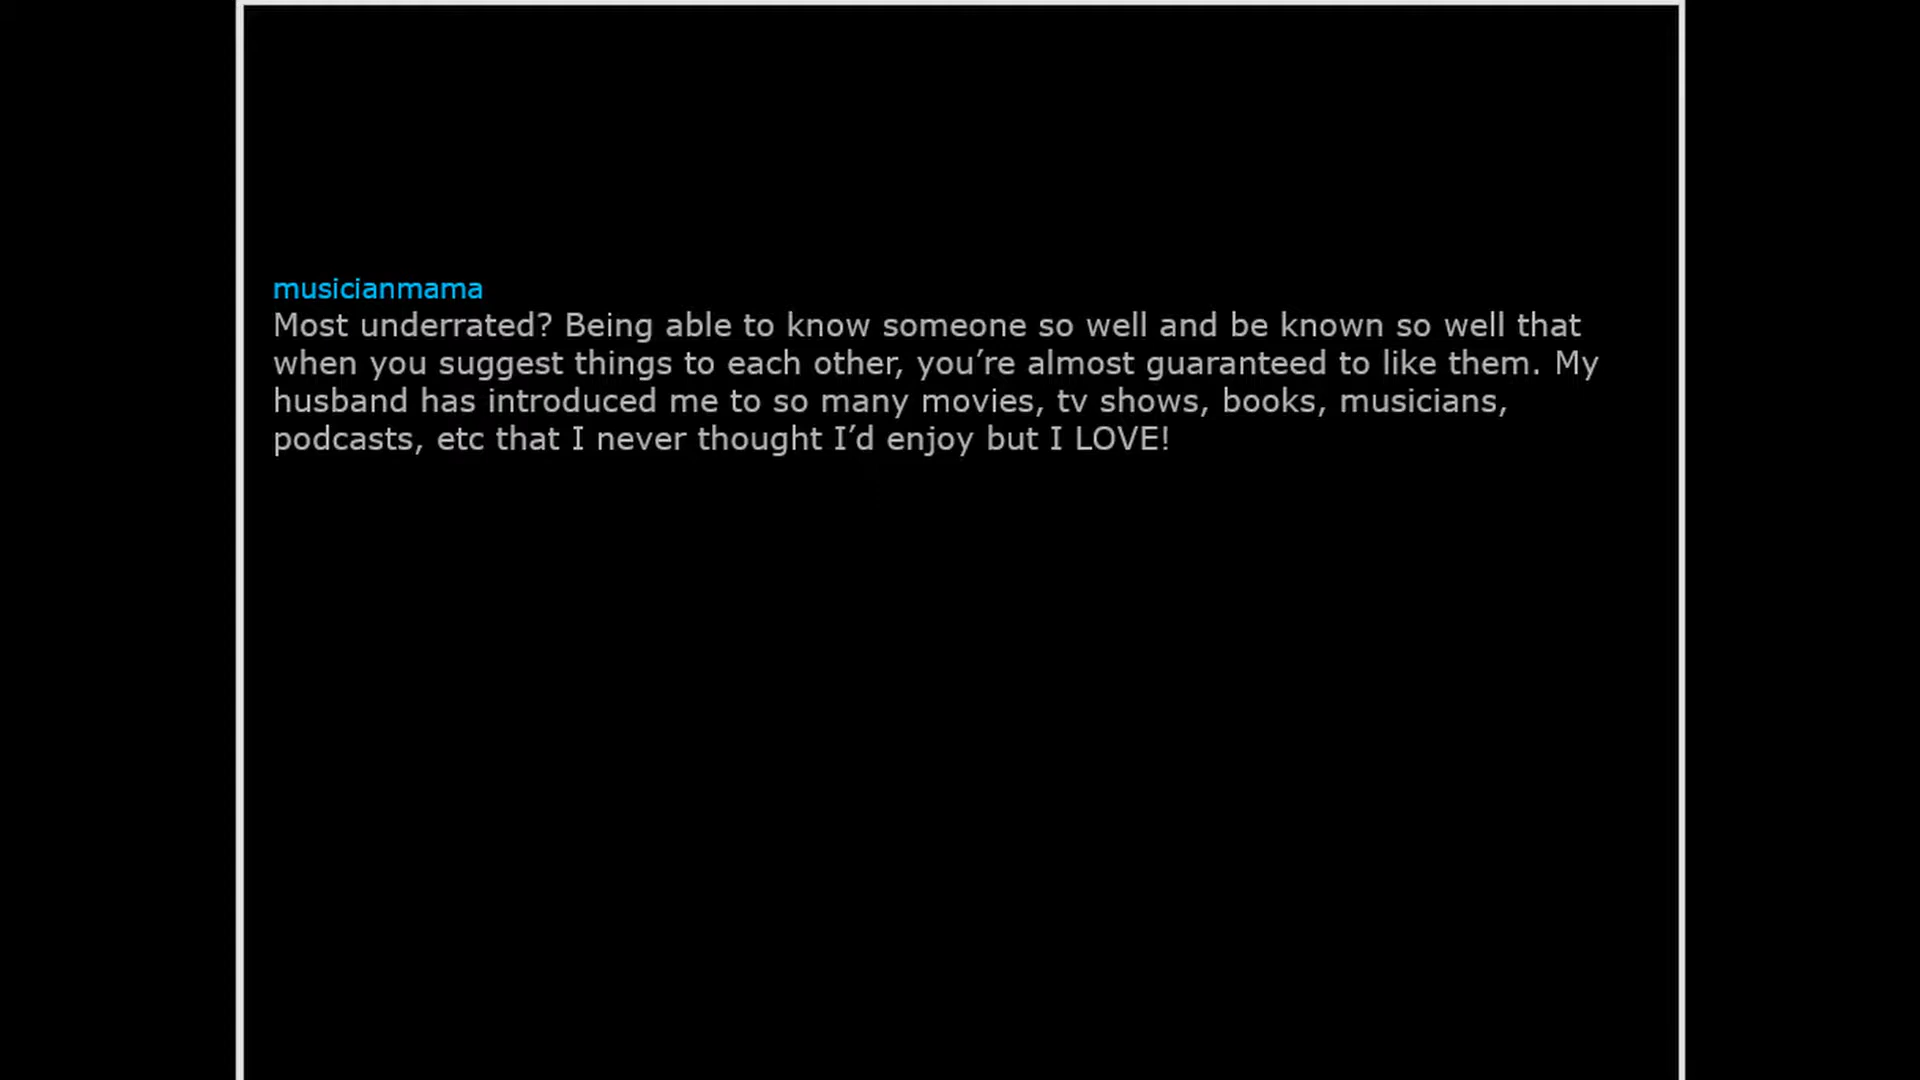 musicianmama
Most underrated? Being able to know someone so well and be known so well that
when you suggest things to each other, you’re almost guaranteed to like them. My
husband has introduced me to so many movies, tv shows, books, musicians,
podcasts, etc that I never thought I’d enjoy but I LOVE!